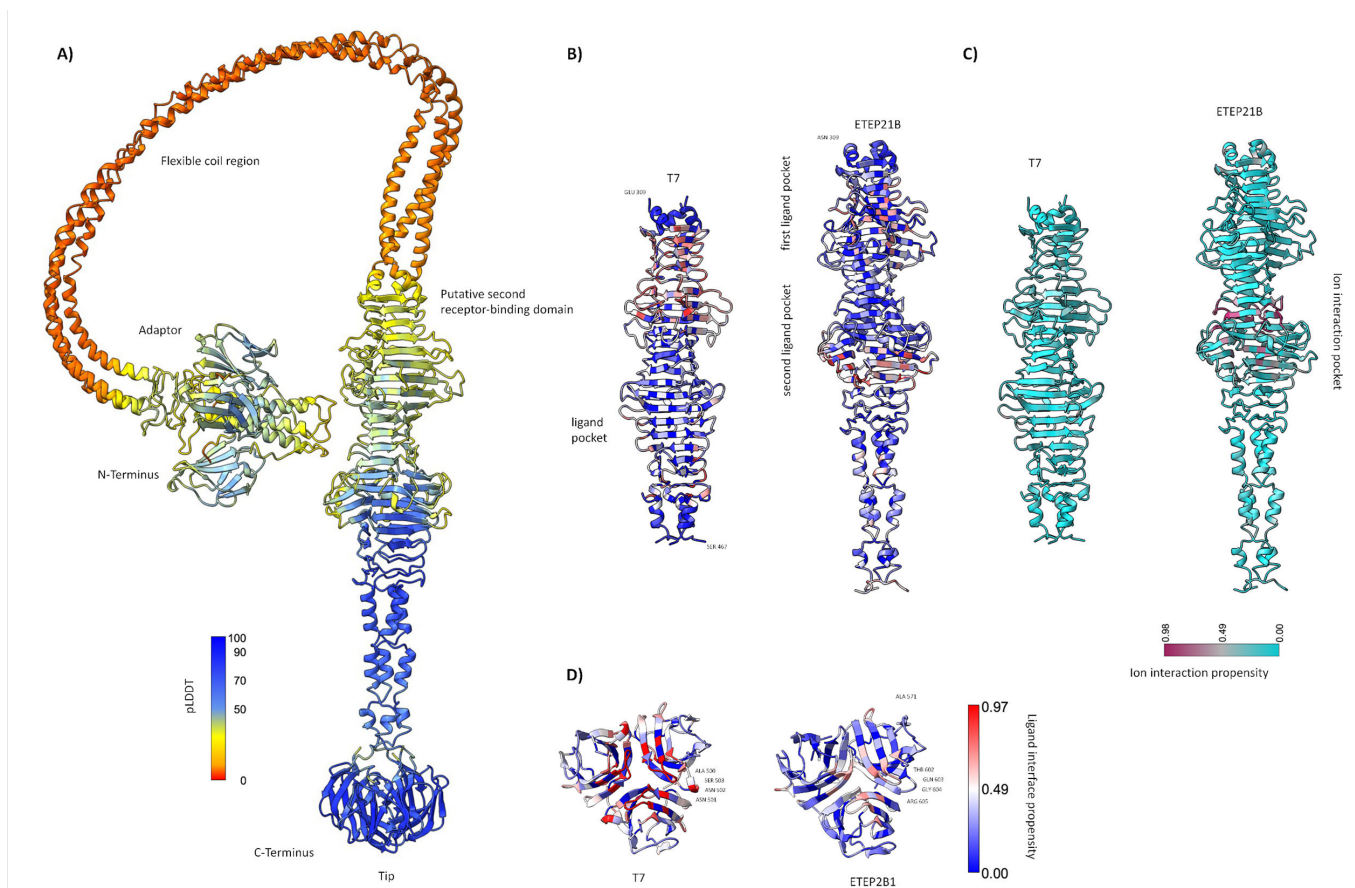 A)
Flexible coil region
Putative second
receptor-binding domain
Adaptor
N-Terminus
100
90
70
50
0
pLDDT
C-Terminus
Tip
B)
T7
GLU 309
ligand
pocket
SER 467
ETEP21B
ASN 309
first ligand pocket
second ligand pocket
C)
T7
ETEP21B
Ion interaction pocket
0.98
0.49
0.00
Ion interaction propensity
D)
ALA 500
SER 503
ASN 502
ASN 501
T7
ALA 571
THR 602
GLN 603
GLY 604
ARG 605
ETEP2B1
0.97
0.49
0.00
Ligand interface propensity